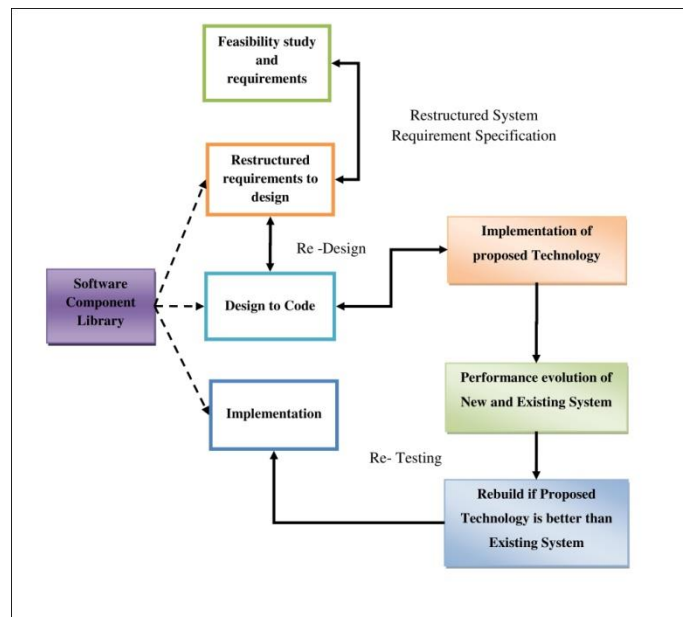 Feasibility study
and
requirements
Restructured System
Requirement Specification
Restructured
requirements to
design
Re -Design
Implementation of
proposed Technology
Software
Component
Library
Design to Code
Performance evolution of
New and Existing System
Implementation
Re- Testing
Rebuild if Proposed
Technology is better than
Existing System